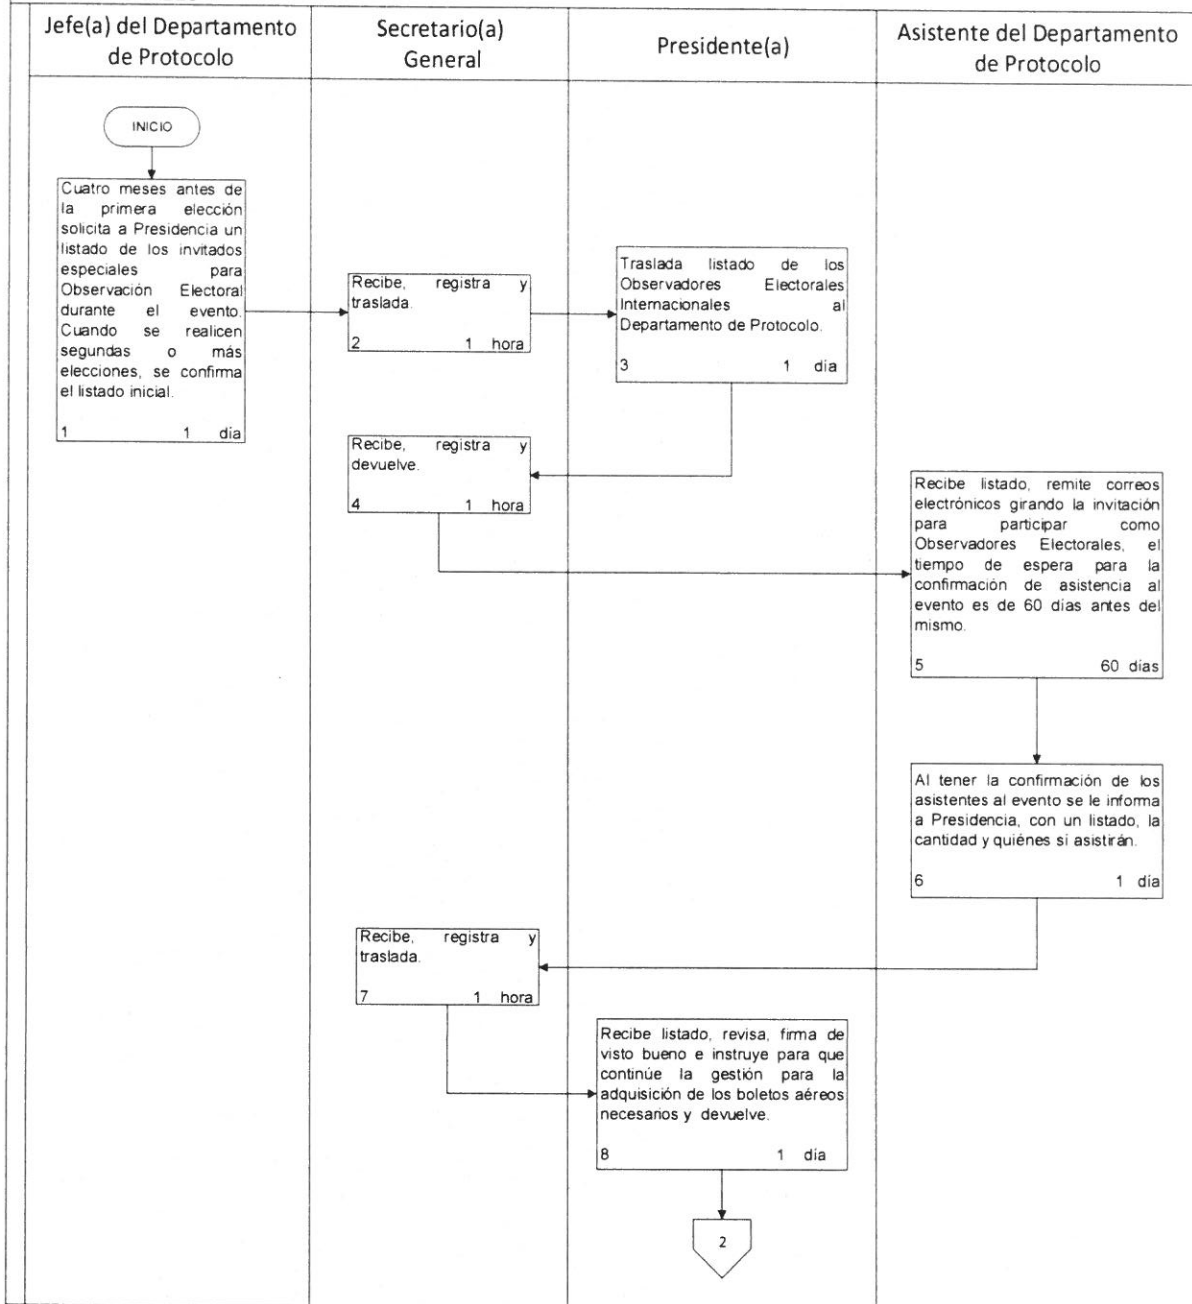 Jefe(a) del Departamento
de Protocolo
Secretario(a)
General
Presidente(a)
Asistente del Departamento
de Protocolo
INICIO
Cuatro meses antes de
la primera elección
solicita a Presidencia un
listado de los invitados
especiales para
Observación Electoral
durante el evento.
Cuando se realicen
segundas o más
elecciones, se confirma
el listado inicial.
1 1 día
Recibe, registra y
traslada.
2 1 hora
Traslada listado de los
Observadores Electorales
Internacionales al
Departamento de Protocolo.
3 1 día
Recibe, registra y
devuelve.
4 1 hora
Recibe listado, remite correos
electrónicos girando la invitación
para participar como
Observadores Electorales, el
tiempo de espera para la
confirmación de asistencia al
evento es de 60 días antes del
mismo.
5 60 días
Al tener la confirmación de los
asistentes al evento se le informa
a Presidencia, con un listado, la
cantidad y quiénes sí asistirán.
6 1 día
Recibe, registra y
traslada.
7 1 hora
Recibe listado, revisa, firma de
visto bueno e instruye para que
continúe la gestión para la
adquisición de los boletos aéreos
necesarios y devuelve.
8 1 día
2